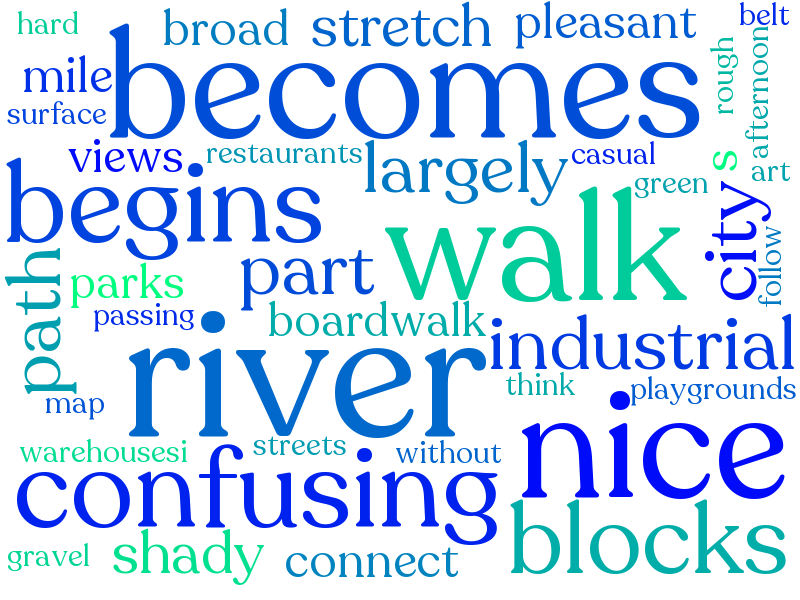 hard
broad
stretch
pleasant
belt
mile
becomes
rough
afternoon
surface
views
restaurants
largely
casual
s
art
green
begins
part
walk
city
follow
path
parks
passing
boardwalk
industrial
river
think
playgrounds
map
nice
warehousesi
streets
without
confusing
blocks
gravel
shady
connect